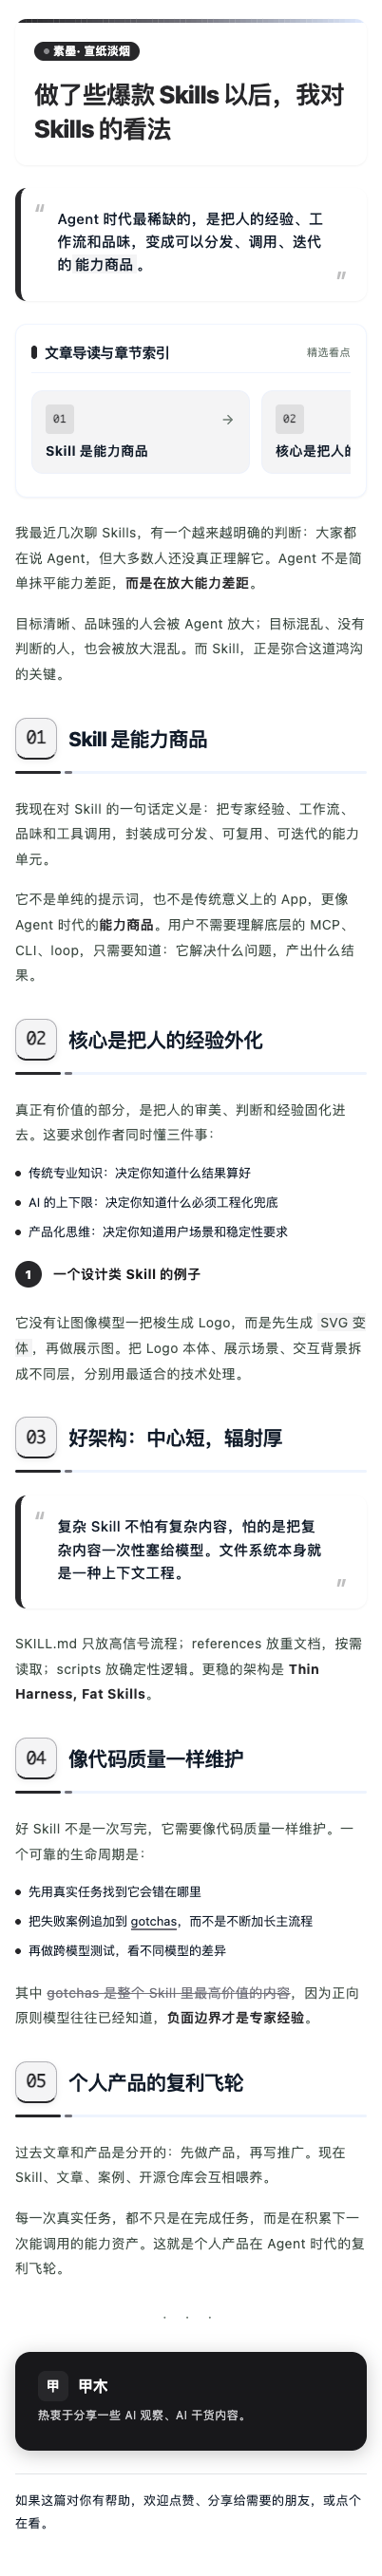 素墨· 宣纸淡烟
做了些爆款 Skills 以后，我对
Skills 的看法
“
Agent 时代最稀缺的，是把人的经验、工
作流和品味，变成可以分发、调用、迭代
的 能力商品 。
”
文章导读与章节索引
精选看点
01
→
Skill 是能力商品
02
核心是把人的
我最近几次聊 Skills，有一个越来越明确的判断：大家都
在说 Agent，但大多数人还没真正理解它。Agent 不是简
单抹平能力差距，而是在放大能力差距。
目标清晰、品味强的人会被 Agent 放大；目标混乱、没有
判断的人，也会被放大混乱。而 Skill，正是弥合这道鸿沟
的关键。
01 Skill 是能力商品
我现在对 Skill 的一句话定义是：把专家经验、工作流、
品味和工具调用，封装成可分发、可复用、可迭代的能力
单元。
它不是单纯的提示词，也不是传统意义上的 App，更像
Agent 时代的能力商品。用户不需要理解底层的 MCP、
CLI、loop，只需要知道：它解决什么问题，产出什么结
果。
02 核心是把人的经验外化
真正有价值的部分，是把人的审美、判断和经验固化进
去。这要求创作者同时懂三件事：
• 传统专业知识：决定你知道什么结果算好
• AI 的上下限：决定你知道什么必须工程化兜底
• 产品化思维：决定你知道用户场景和稳定性要求
1 一个设计类 Skill 的例子
它没有让图像模型一把梭生成 Logo，而是先生成 SVG 变
体 ，再做展示图。把 Logo 本体、展示场景、交互背景拆
成不同层，分别用最适合的技术处理。
03 好架构：中心短，辐射厚
“
复杂 Skill 不怕有复杂内容，怕的是把复
杂内容一次性塞给模型。文件系统本身就
是一种上下文工程。
”
SKILL.md 只放高信号流程；references 放重文档，按需
读取；scripts 放确定性逻辑。更稳的架构是 Thin
Harness, Fat Skills。
04 像代码质量一样维护
好 Skill 不是一次写完，它需要像代码质量一样维护。一
个可靠的生命周期是：
• 先用真实任务找到它会错在哪里
• 把失败案例追加到 gotchas，而不是不断加长主流程
• 再做跨模型测试，看不同模型的差异
其中 gotchas 是整个 Skill 里最高价值的内容，因为正向
原则模型往往已经知道，负面边界才是专家经验。
05 个人产品的复利飞轮
过去文章和产品是分开的：先做产品，再写推广。现在
Skill、文章、案例、开源仓库会互相喂养。
每一次真实任务，都不只是在完成任务，而是在积累下一
次能调用的能力资产。这就是个人产品在 Agent 时代的复
利飞轮。
· · ·
甲 甲木
热衷于分享一些 AI 观察、AI 干货内容。
如果这篇对你有帮助，欢迎点赞、分享给需要的朋友，或点个
在看。